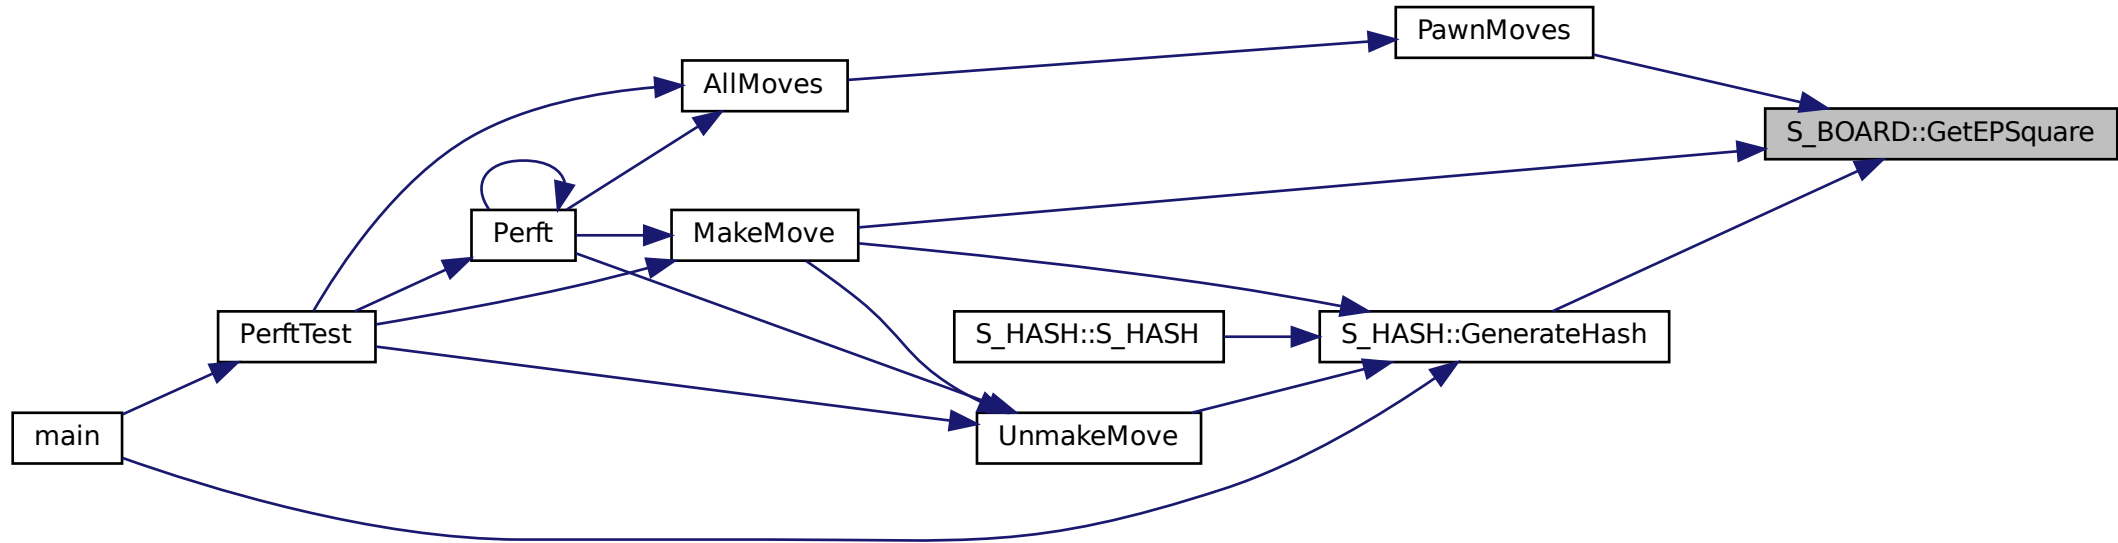 PawnMoves
AllMoves
S_BOARD::GetEPSquare
Perft
MakeMove
PerftTest
S_HASH::S_HASH
S_HASH::GenerateHash
main
UnmakeMove